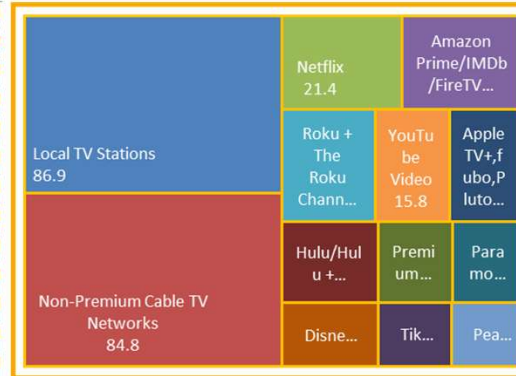 Local TV Stations
86.9
Non-Premium Cable TV
Networks
84.8
Netflix
21.4
Amazon
Prime/IMDb
/FireTV...
Roku +
The
Roku
Chann...
YouTu
be
Video
15.8
Apple
TV+,f
ubo,P
luto...
Hulu/Hul
u +...
Premi
um...
Para
mo...
Disne...
Tik...
Pea...